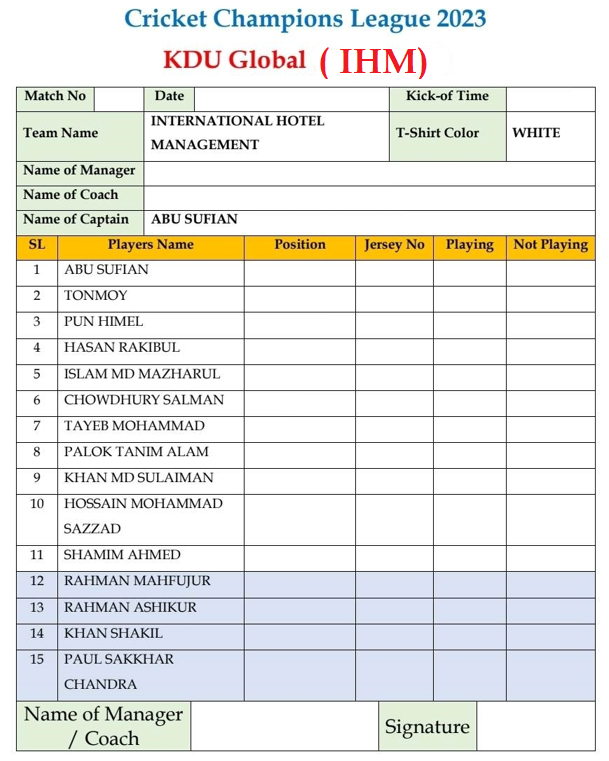 Cricket Champions League 2023
KDU Global ( IHM)
Match No Date Kick-of Time
Team Name INTERNATIONAL HOTEL MANAGEMENT T-Shirt Color WHITE
Name of Manager
Name of Coach
Name of Captain ABU SUFIAN
SL Players Name Position Jersey No Playing Not Playing
1 ABU SUFIAN
2 TONMOY
3 PUN HIMEL
4 HASAN RAKIBUL
5 ISLAM MD MAZHARUL
6 CHOWDHURY SALMAN
7 TAYEB MOHAMMAD
8 PALOK TANIM ALAM
9 KHAN MD SULAIMAN
10 HOSSAIN MOHAMMAD
SAZZAD
11 SHAMIM AHMED
12 RAHMAN MAHFUJUR
13 RAHMAN ASHIKUR
14 KHAN SHAKIL
15 PAUL SAKKHAR
CHANDRA
Name of Manager
/ Coach
Signature